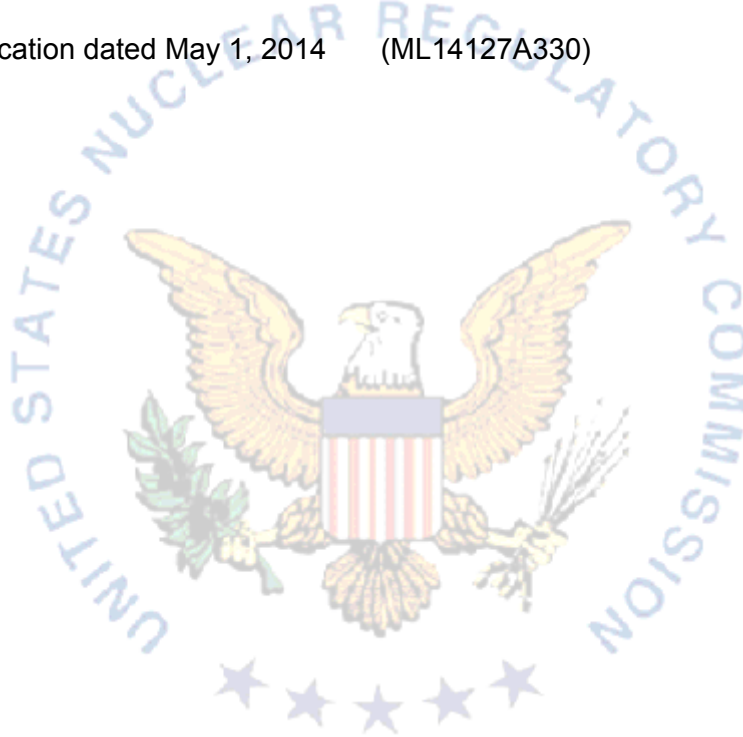 cation dated May 1, 2014 (ML14127A330)
UNITED STATES NUCLEAR REGULATORY COMMISSION